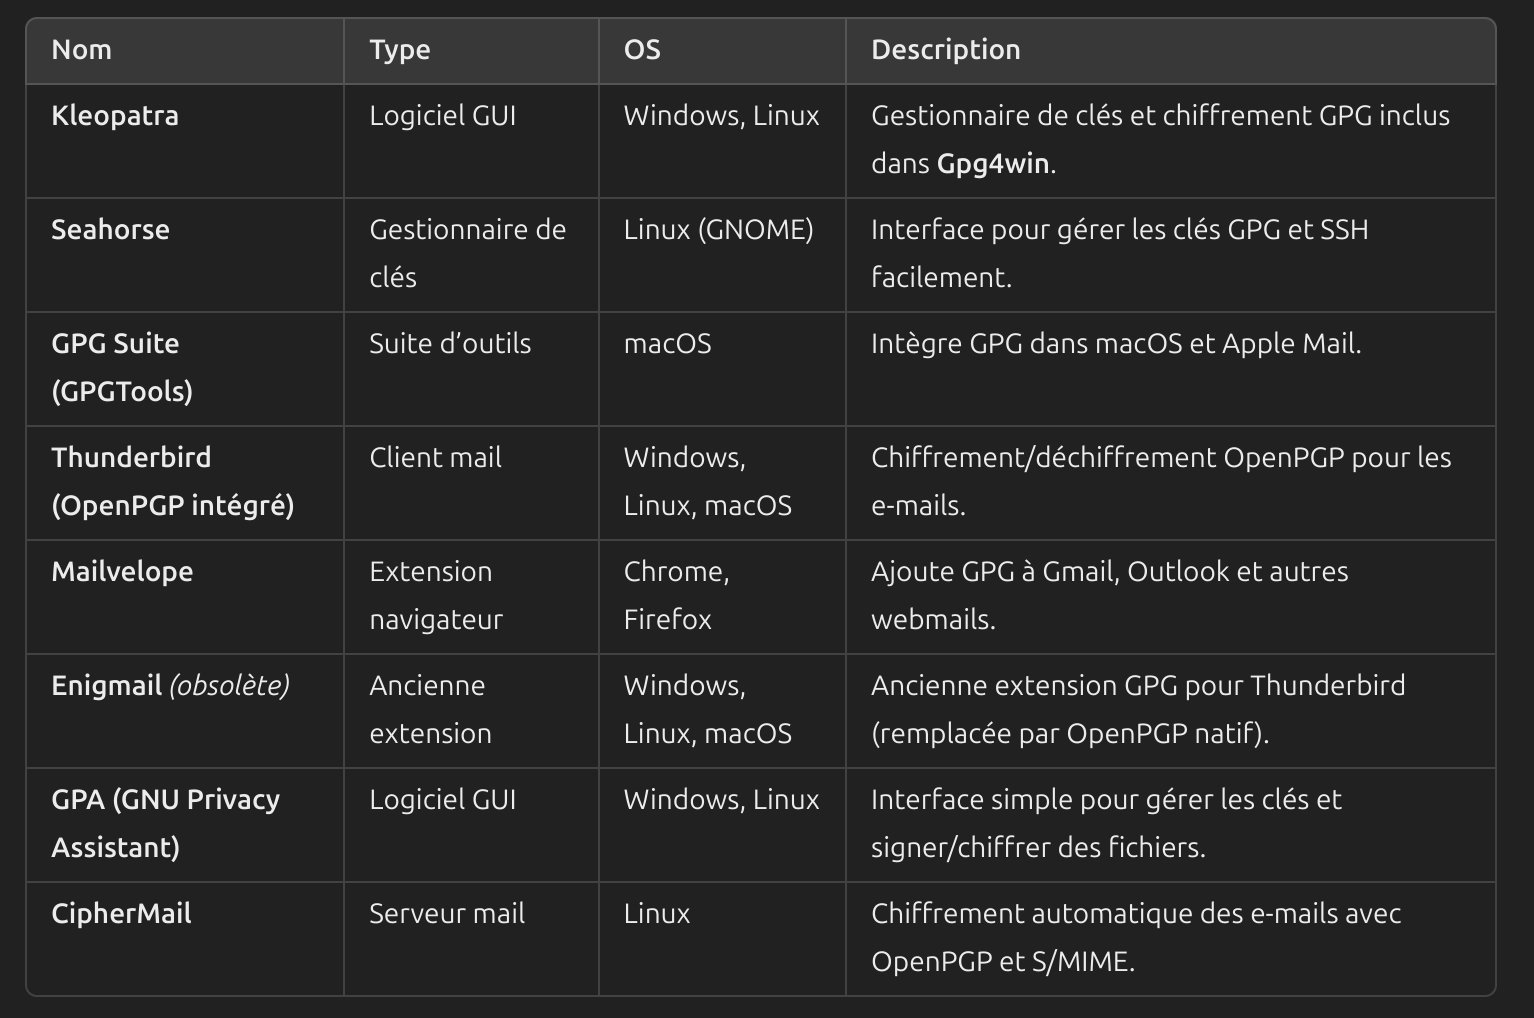 Nom Type OS Description
Kleopatra Logiciel GUI Windows, Linux Gestionnaire de clés et chiffrement GPG inclus
dans Gpg4win.
Seahorse Gestionnaire de Linux (GNOME) Interface pour gérer les clés GPG et SSH
clés facilement.
GPG Suite Suite d’outils macOS Intègre GPG dans macOS et Apple Mail.
(GPGTools)
Thunderbird Client mail Windows, Chiffrement/déchiffrement OpenPGP pour les
(OpenPGP intégré) Linux, macOS e-mails.
Mailvelope Extension Chrome, Ajoute GPG à Gmail, Outlook et autres
navigateur Firefox webmails.
Enigmail (obsolète) Ancienne Windows, Ancienne extension GPG pour Thunderbird
extension Linux, macOS (remplacée par OpenPGP natif).
GPA (GNU Privacy Logiciel GUI Windows, Linux Interface simple pour gérer les clés et
Assistant) signer/chiffrer des fichiers.
CipherMail Serveur mail Linux Chiffrement automatique des e-mails avec
OpenPGP et S/MIME.